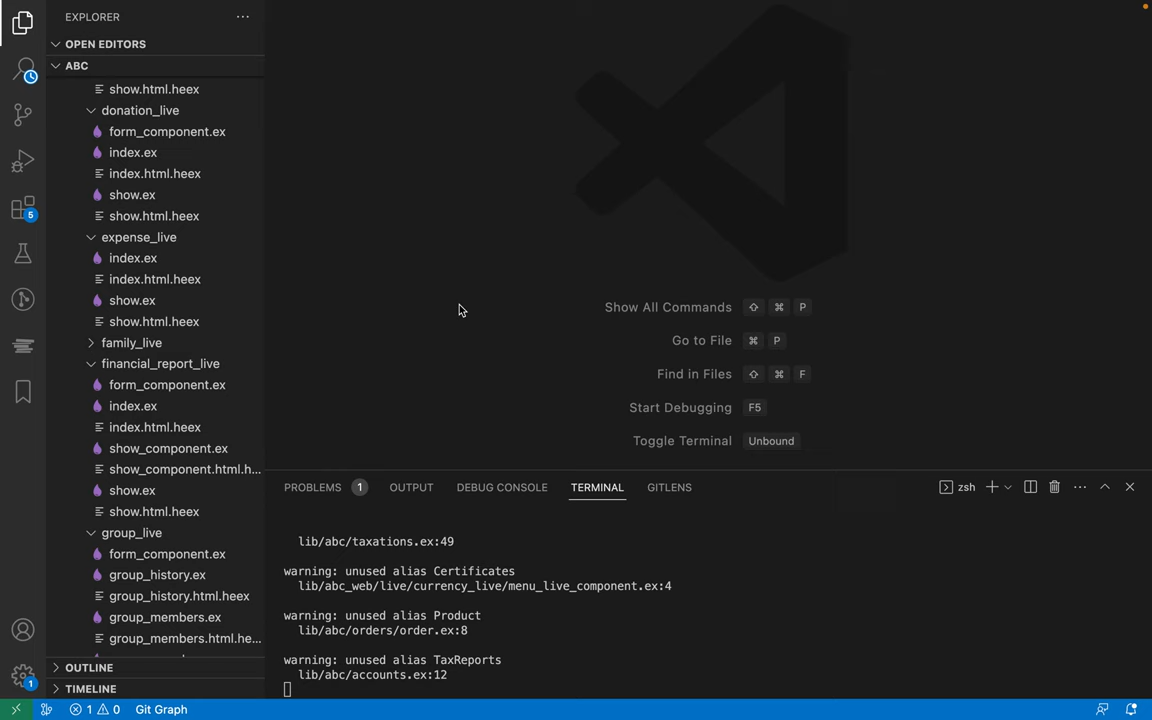 EXPLORER
OPEN EDITORS
ABC
show.html.heex
donation_live
form_component.ex
index.ex
index.html.heex
show.ex
show.html.heex
expense_live
index.ex
index.html.heex
show.ex
show.html.heex
family_live
financial_report_live
form_component.ex
index.ex
index.html.heex
show_component.ex
show_component.html.h...
show.ex
show.html.heex
group_live
form_component.ex
group_history.ex
group_history.html.heex
group_members.ex
group_members.html.he...
OUTLINE
TIMELINE
5
1
Show All Commands ⇧ ⌘ P
Go to File ⌘ P
Find in Files ⇧ ⌘ F
Start Debugging F5
Toggle Terminal Unbound
PROBLEMS 1 OUTPUT DEBUG CONSOLE TERMINAL GITLENS zsh
lib/abc/taxations.ex:49
warning: unused alias Certificates
lib/abc_web/live/currency_live/menu_live_component.ex:4
warning: unused alias Product
lib/abc/orders/order.ex:8
warning: unused alias TaxReports
lib/abc/accounts.ex:12
1 0 Git Graph